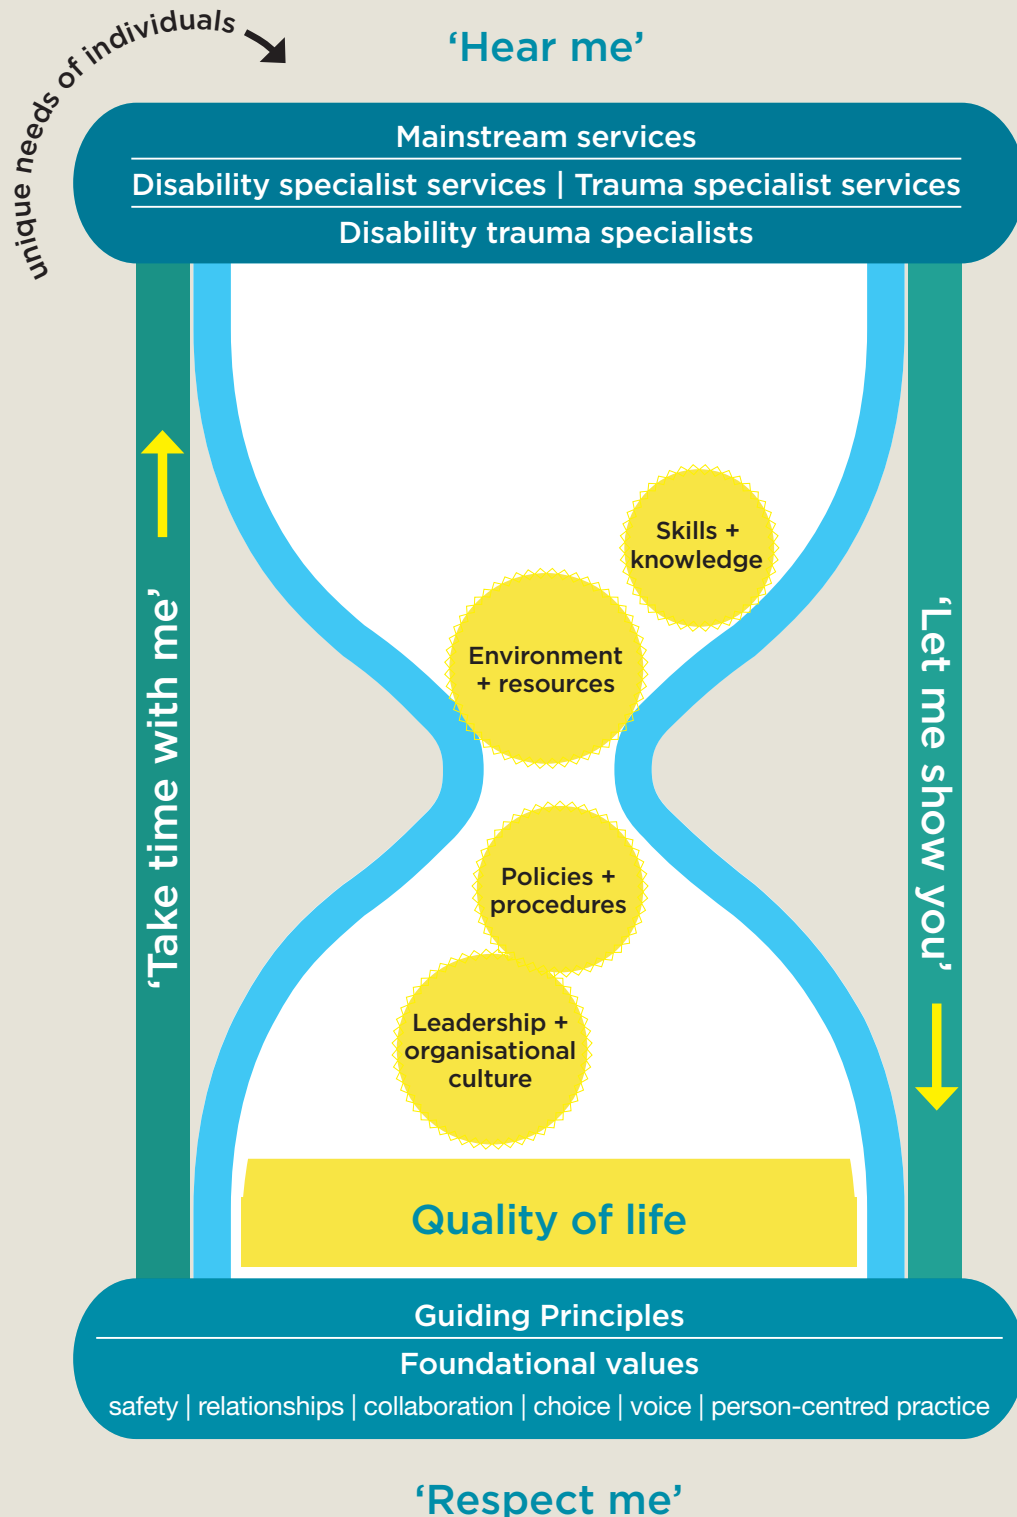 unique needs of individuals
‘Hear me’
Mainstream services
Disability specialist services | Trauma specialist services
Disability trauma specialists
‘Take time with me’
‘Let me show you’
Skills +
knowledge
Environment
+ resources
Policies +
procedures
Leadership +
organisational
culture
Quality of life
Guiding Principles
Foundational values
safety | relationships | collaboration | choice | voice | person-centred practice
‘Respect me’